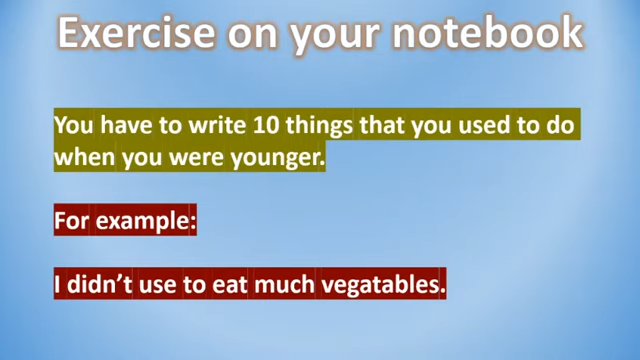 Exercise on your notebook
You have to write 10 things that you used to do
when you were younger.
For example:
I didn't use to eat much vegatables.